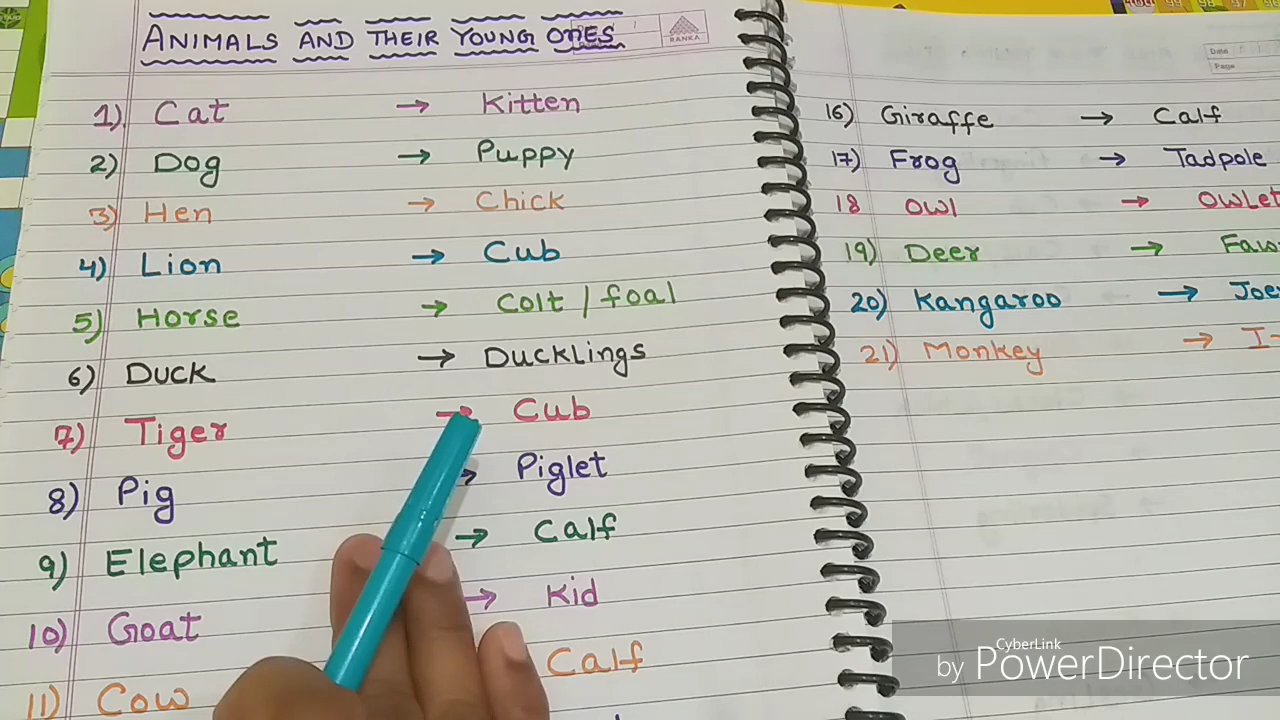 ANIMALS AND THEIR YOUNG ONES
RANKA
1) Cat → Kitten
2) Dog → Puppy
3) Hen → Chick
4) Lion → Cub
5) Horse → Colt / foal
6) Duck → Ducklings
7) Tiger → Cub
8) Pig → Piglet
9) Elephant → Calf
10) Goat → Kid
11) Cow Calf
Date
Page
16) Giraffe → Calf
17) Frog → Tadpole
18 Owl → Owlet
19) Deer →
20) Kangaroo →
21) Monkey →
CyberLink
by PowerDirector